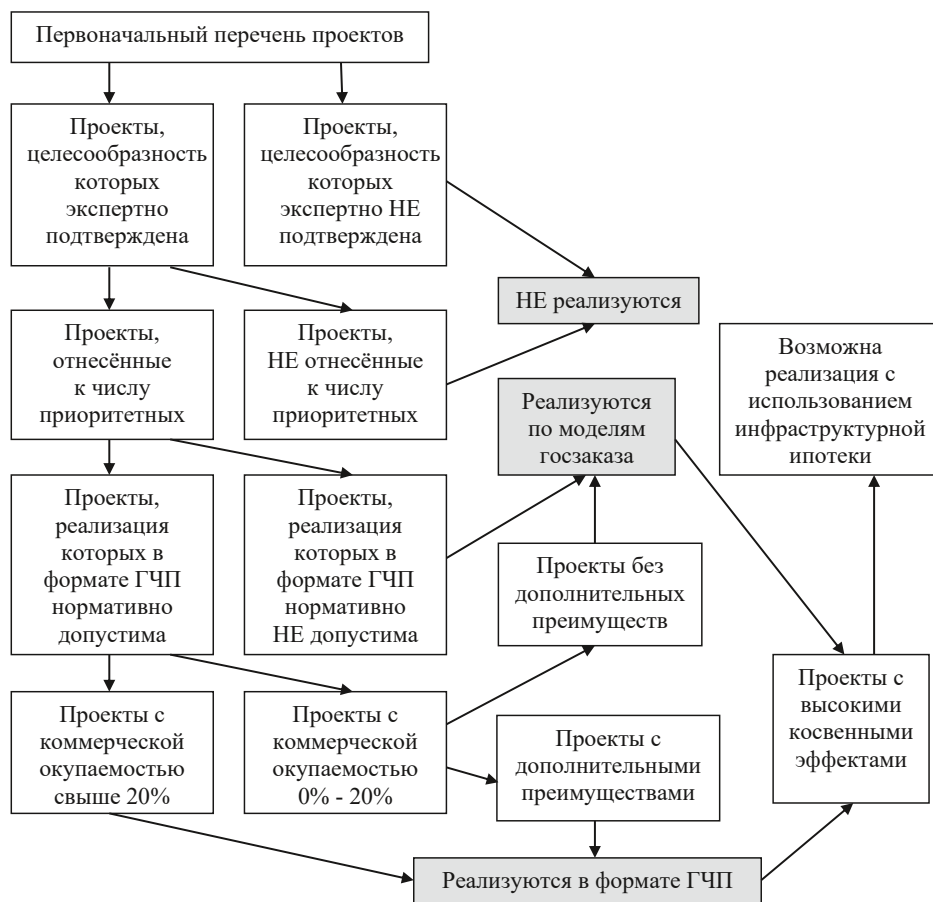 Первоначальный перечень проектов
Проекты,
целесообразность
которых
экспертно
подтверждена
Проекты,
целесообразность
которых
экспертно НЕ
подтверждена
НЕ реализуются
Проекты,
отнесённые
к числу
приоритетных
Проекты,
НЕ отнесённые
к числу
приоритетных
Реализуются
по моделям
госзаказа
Возможна
реализация с
использованием
инфраструктурной
ипотеки
Проекты,
реализация
которых в
формате ГЧП
нормативно
допустима
Проекты,
реализация
которых в
формате ГЧП
нормативно
НЕ допустима
Проекты без
дополнительных
преимуществ
Проекты с
высокими
косвенными
эффектами
Проекты с
коммерческой
окупаемостью
свыше 20%
Проекты с
коммерческой
окупаемостью
0% - 20%
Проекты с
дополнительными
преимуществами
Реализуются в формате ГЧП